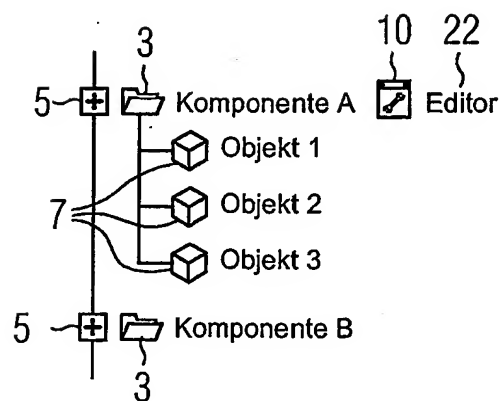 3 10 22
5 Komponente A Editor
Objekt 1
7 Objekt 2
Objekt 3
5 Komponente B
3